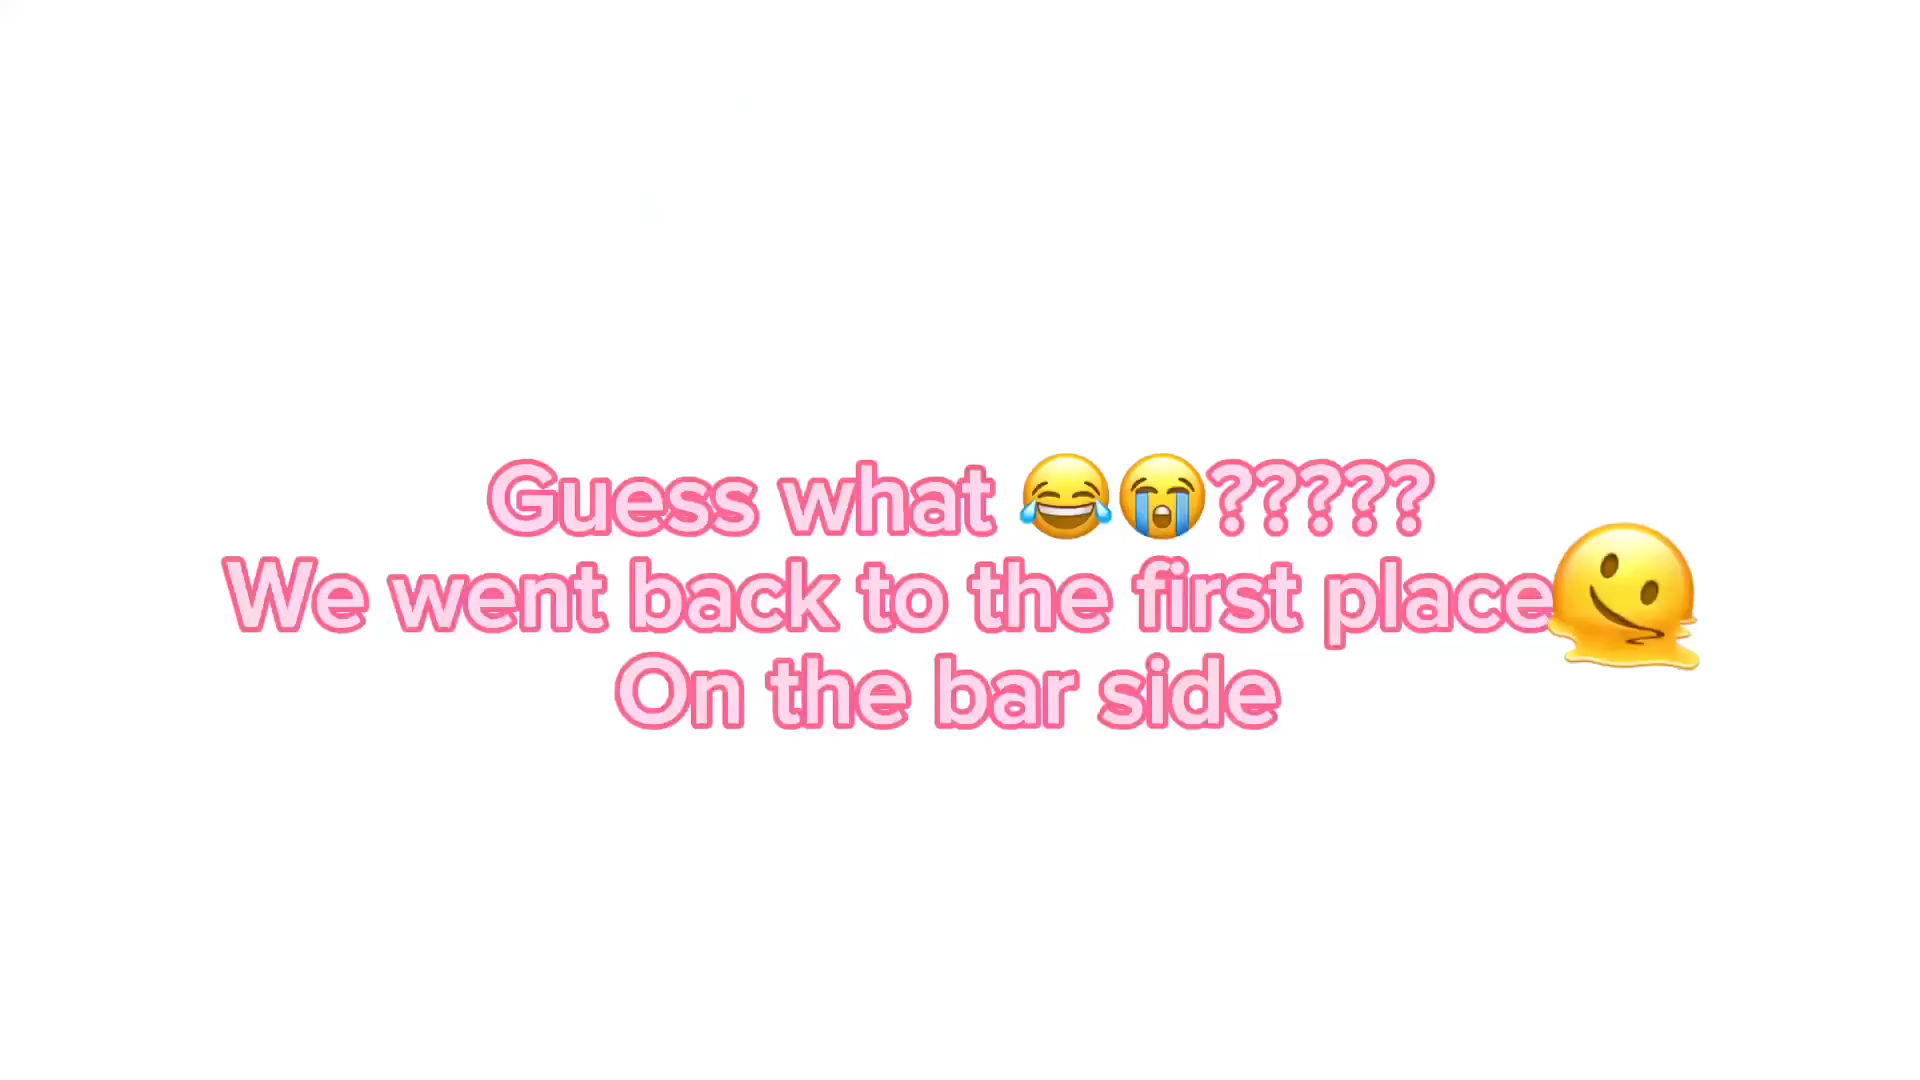 Guess what 😂😭?????
We went back to the first place🫠
On the bar side